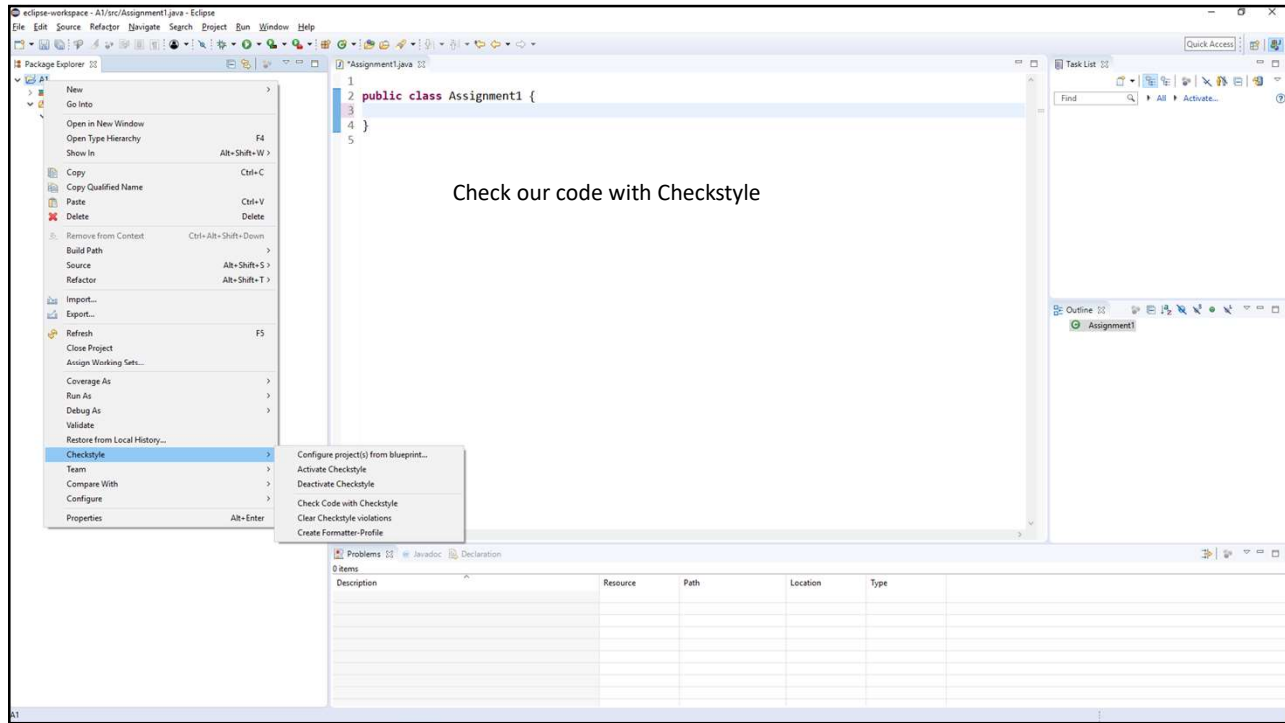 eclipse-workspace - A1/src/Assignment1.java - Eclipse
File Edit Source Refactor Navigate Search Project Run Window Help
Quick Access
Package Explorer
A1
New
Go Into
Open in New Window
Open Type Hierarchy F4
Show In Alt+Shift+W >
Copy Ctrl+C
Copy Qualified Name
Paste Ctrl+V
Delete Delete
Remove from Context Ctrl+Alt+Shift+Down
Build Path
Source Alt+Shift+S >
Refactor Alt+Shift+T >
Import...
Export...
Refresh F5
Close Project
Assign Working Sets...
Coverage As
Run As
Debug As
Validate
Restore from Local History...
Checkstyle
Team
Compare With
Configure
Properties Alt+Enter
Configure project(s) from blueprint...
Activate Checkstyle
Deactivate Checkstyle
Check Code with Checkstyle
Clear Checkstyle violations
Create Formatter-Profile
*Assignment1.java
1
2 public class Assignment1 {
3
4 }
5
Check our code with Checkstyle
Task List
Find All Activate...
Outline
Assignment1
Problems Javadoc Declaration
0 items
Description Resource Path Location Type
A1